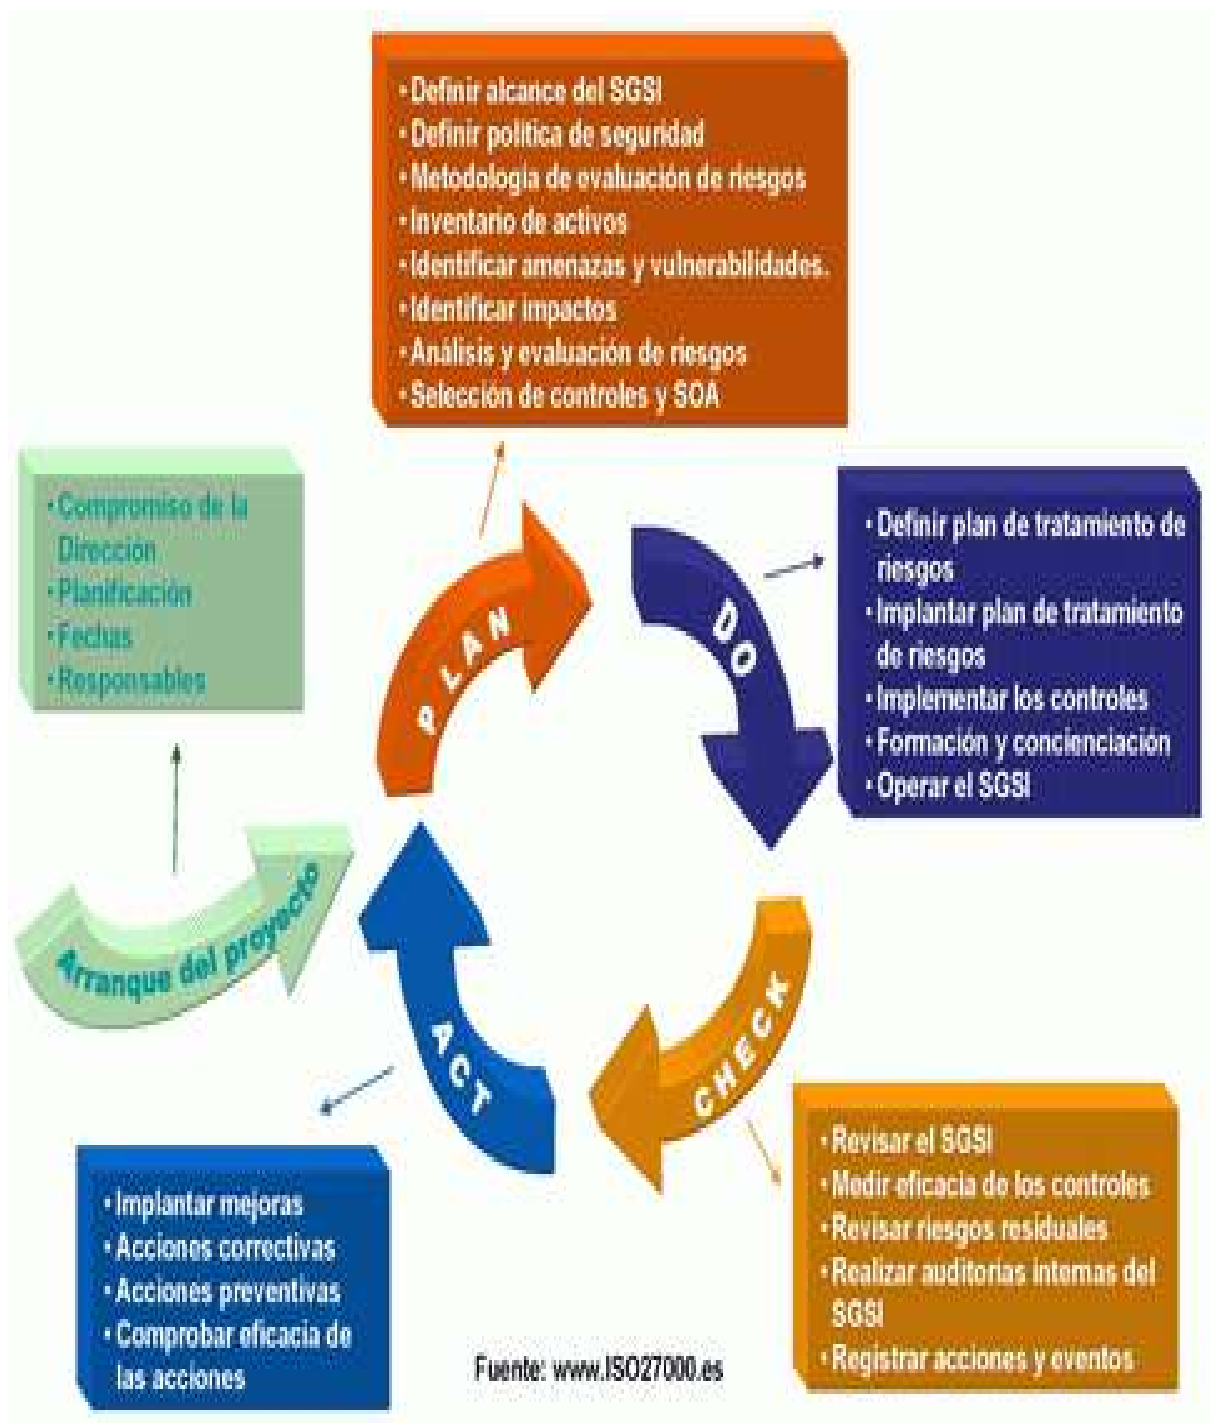 • Definir alcance del SGSI
• Definir política de seguridad
• Metodología de evaluación de riesgos
• Inventario de activos
• Identificar amenazas y vulnerabilidades.
• Identificar impactos
• Análisis y evaluación de riesgos
• Selección de controles y SOA
• Compromiso de la
Dirección
• Planificación
• Fechas
• Responsables
• Definir plan de tratamiento de
riesgos
• Implantar plan de tratamiento
de riesgos
• Implementar los controles
• Formación y concienciación
• Operar el SGSI
PLAN
DO
Arranque del proyecto
ACT
CHECK
• Revisar el SGSI
• Medir eficacia de los controles
• Revisar riesgos residuales
• Realizar auditorías internas del
SGSI
• Registrar acciones y eventos
• Implantar mejoras
• Acciones correctivas
• Acciones preventivas
• Comprobar eficacia de
las acciones
Fuente: www.ISO27000.es